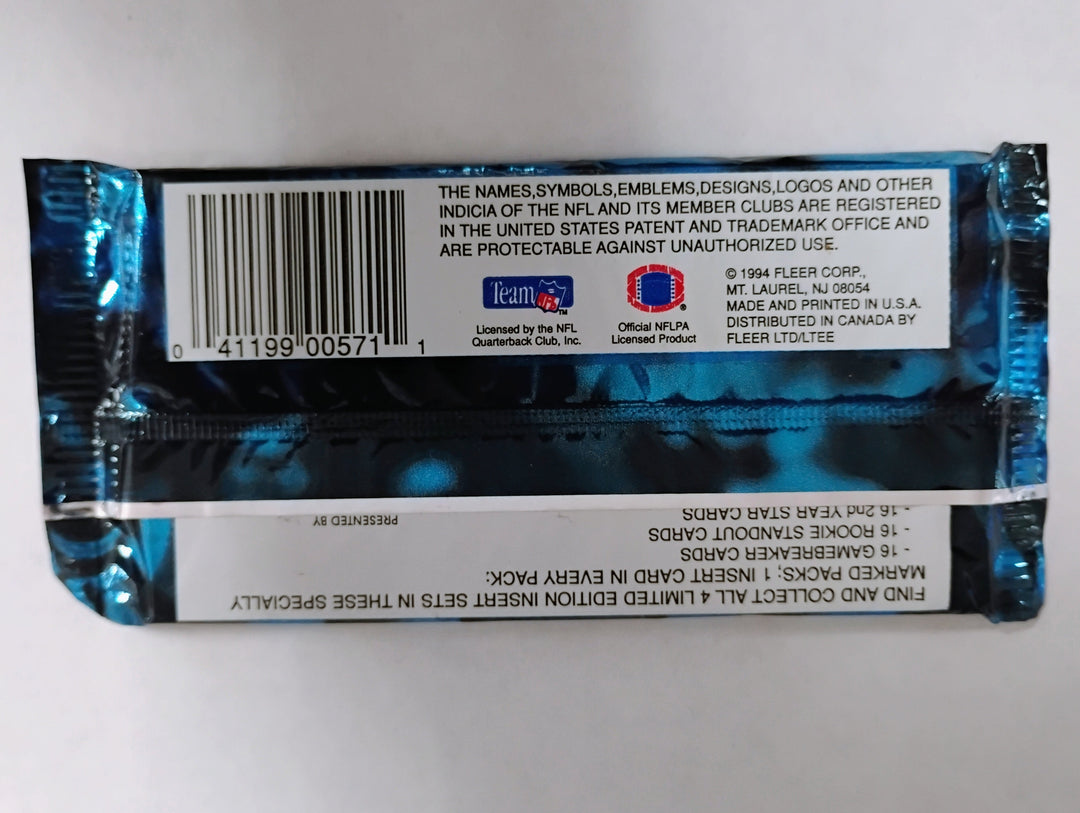 THE NAMES,SYMBOLS,EMBLEMS,DESIGNS,LOGOS AND OTHER
INDICIA OF THE NFL AND ITS MEMBER CLUBS ARE REGISTERED
IN THE UNITED STATES PATENT AND TRADEMARK OFFICE AND
ARE PROTECTABLE AGAINST UNAUTHORIZED USE.
Team NFL TM
Licensed by the NFL
Quarterback Club, Inc.
®
Official NFLPA
Licensed Product
© 1994 FLEER CORP.,
MT. LAUREL, NJ 08054
MADE AND PRINTED IN U.S.A.
DISTRIBUTED IN CANADA BY
FLEER LTD/LTEE
0 41199 00571 1
FIND AND COLLECT ALL 4 LIMITED EDITION INSERT SETS IN THESE SPECIALLY
MARKED PACKS; 1 INSERT CARD IN EVERY PACK:
- 16 GAMEBREAKER CARDS
- 16 ROOKIE STANDOUT CARDS
- 16 2nd YEAR STAR CARDS
PRESENTED BY